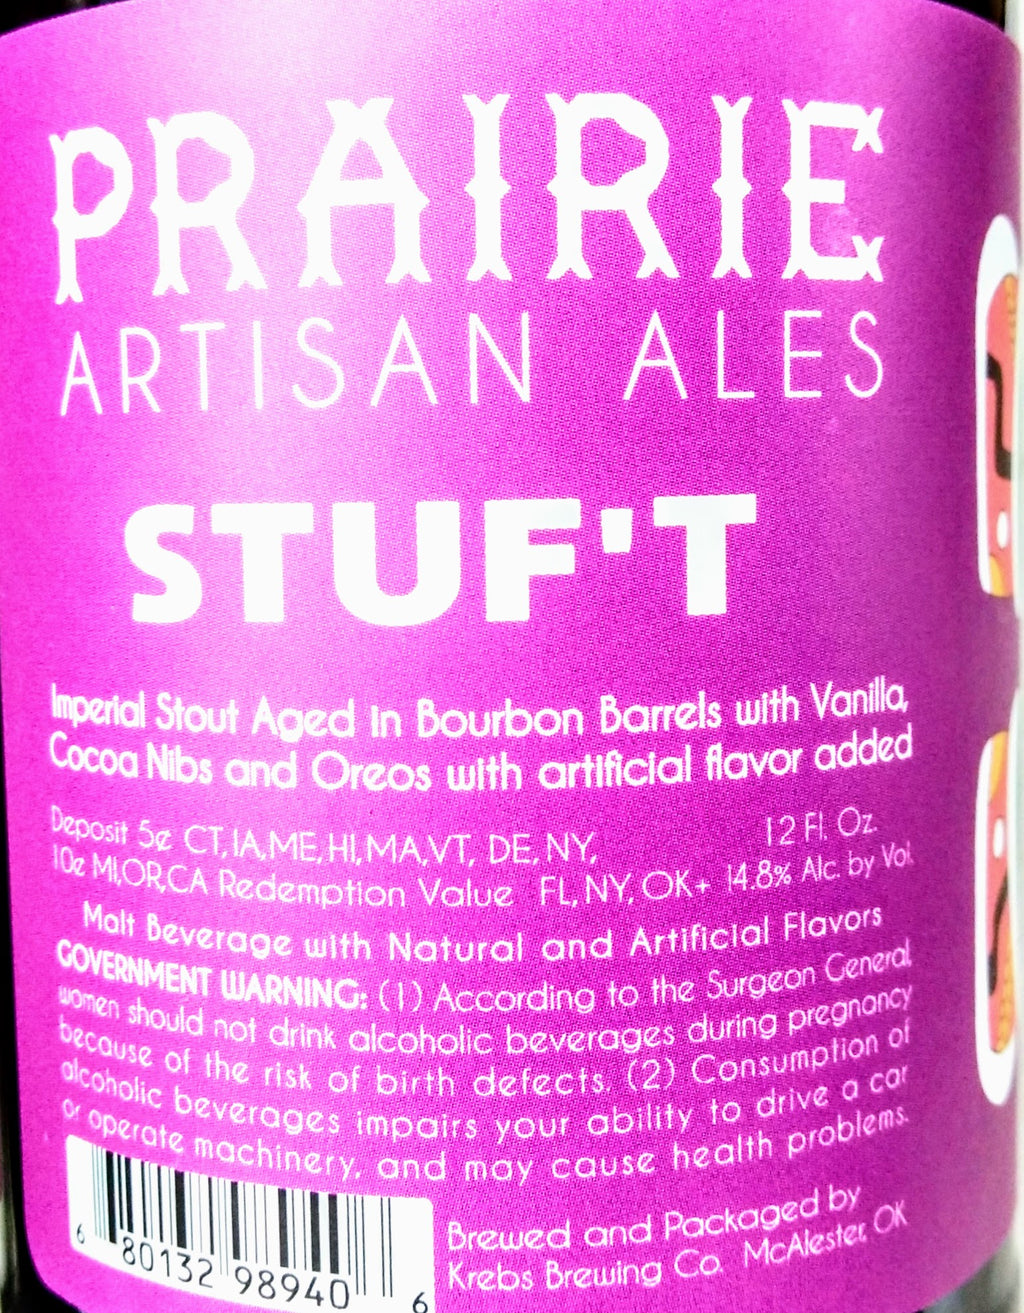 PRAIRIE
ARTISAN ALES
STUF'T
Imperial Stout Aged in Bourbon Barrels with Vanilla,
Cocoa Nibs and Oreos with artificial flavor added
Deposit 5¢ CT,IA,ME,HI,MA,VT, DE, NY, 12 Fl. Oz.
10¢ MI,OR,CA Redemption Value FL, NY, OK+ 14.8% Alc. by Vol.
Malt Beverage with Natural and Artificial Flavors
GOVERNMENT WARNING: (1) According to the Surgeon General
women should not drink alcoholic beverages during pregnancy
because of the risk of birth defects. (2) Consumption of
alcoholic beverages impairs your ability to drive a car
or operate machinery, and may cause health problems.
Brewed and Packaged by
Krebs Brewing Co. McAlester, OK
6 80132 98940 6